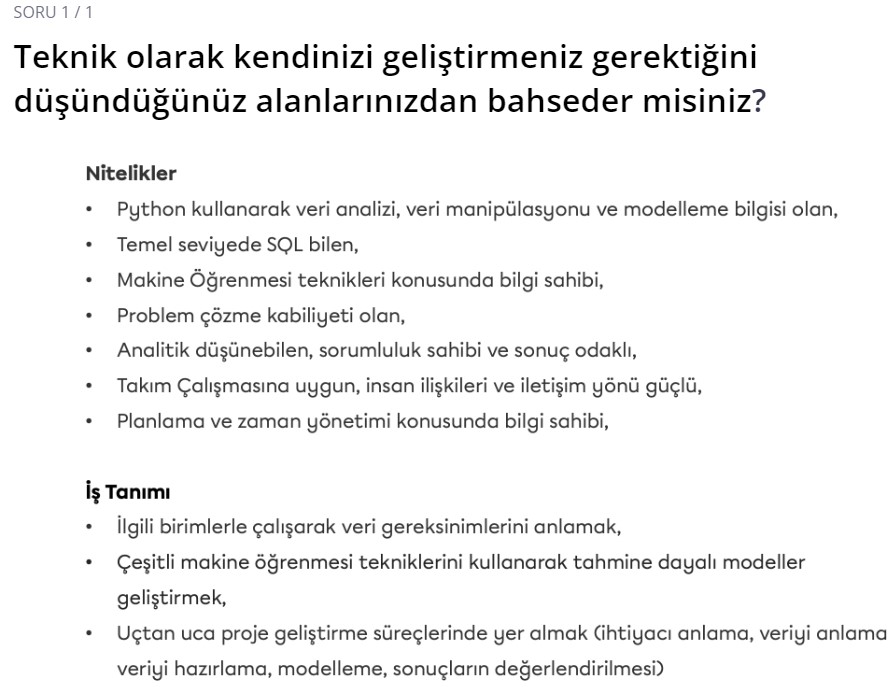 SORU 1 / 1
Teknik olarak kendinizi geliştirmeniz gerektiğini
düşündüğünüz alanlarınızdan bahseder misiniz?
Nitelikler
• Python kullanarak veri analizi, veri manipülasyonu ve modelleme bilgisi olan,
• Temel seviyede SQL bilen,
• Makine Öğrenmesi teknikleri konusunda bilgi sahibi,
• Problem çözme kabiliyeti olan,
• Analitik düşünebilen, sorumluluk sahibi ve sonuç odaklı,
• Takım Çalışmasına uygun, insan ilişkileri ve iletişim yönü güçlü,
• Planlama ve zaman yönetimi konusunda bilgi sahibi,
İş Tanımı
• İlgili birimlerle çalışarak veri gereksinimlerini anlamak,
• Çeşitli makine öğrenmesi tekniklerini kullanarak tahmine dayalı modeller
geliştirmek,
• Uçtan uca proje geliştirme süreçlerinde yer almak (ihtiyacı anlama, veriyi anlama
veriyi hazırlama, modelleme, sonuçların değerlendirilmesi)